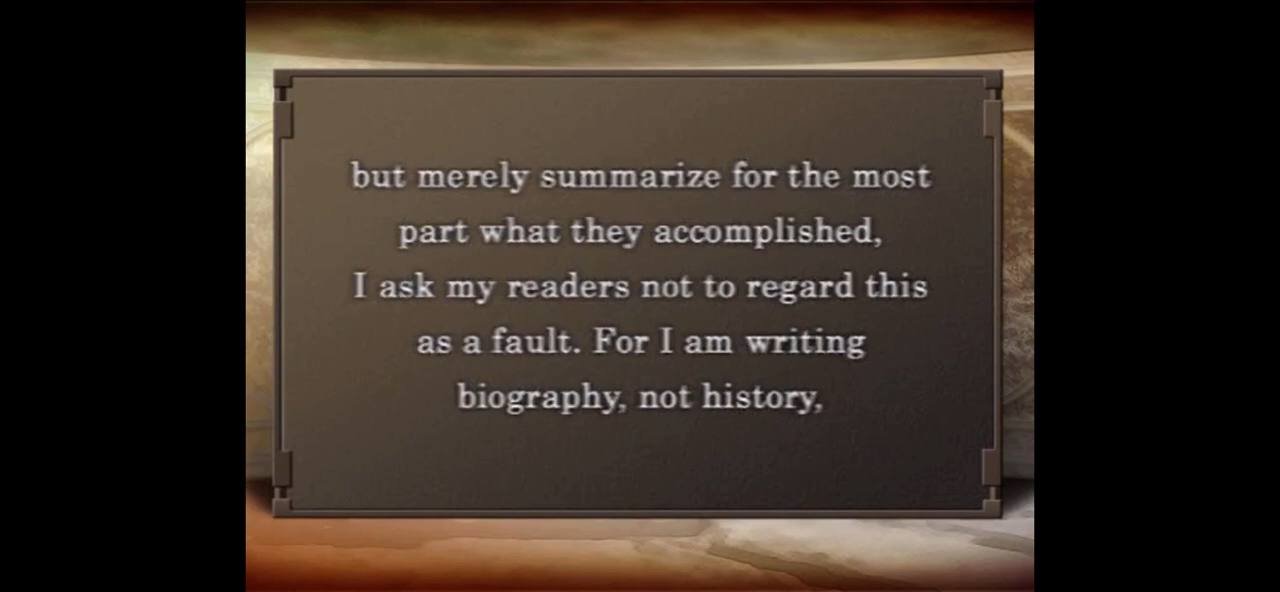 but merely summarize for the most
part what they accomplished,
I ask my readers not to regard this
as a fault. For I am writing
biography, not history,